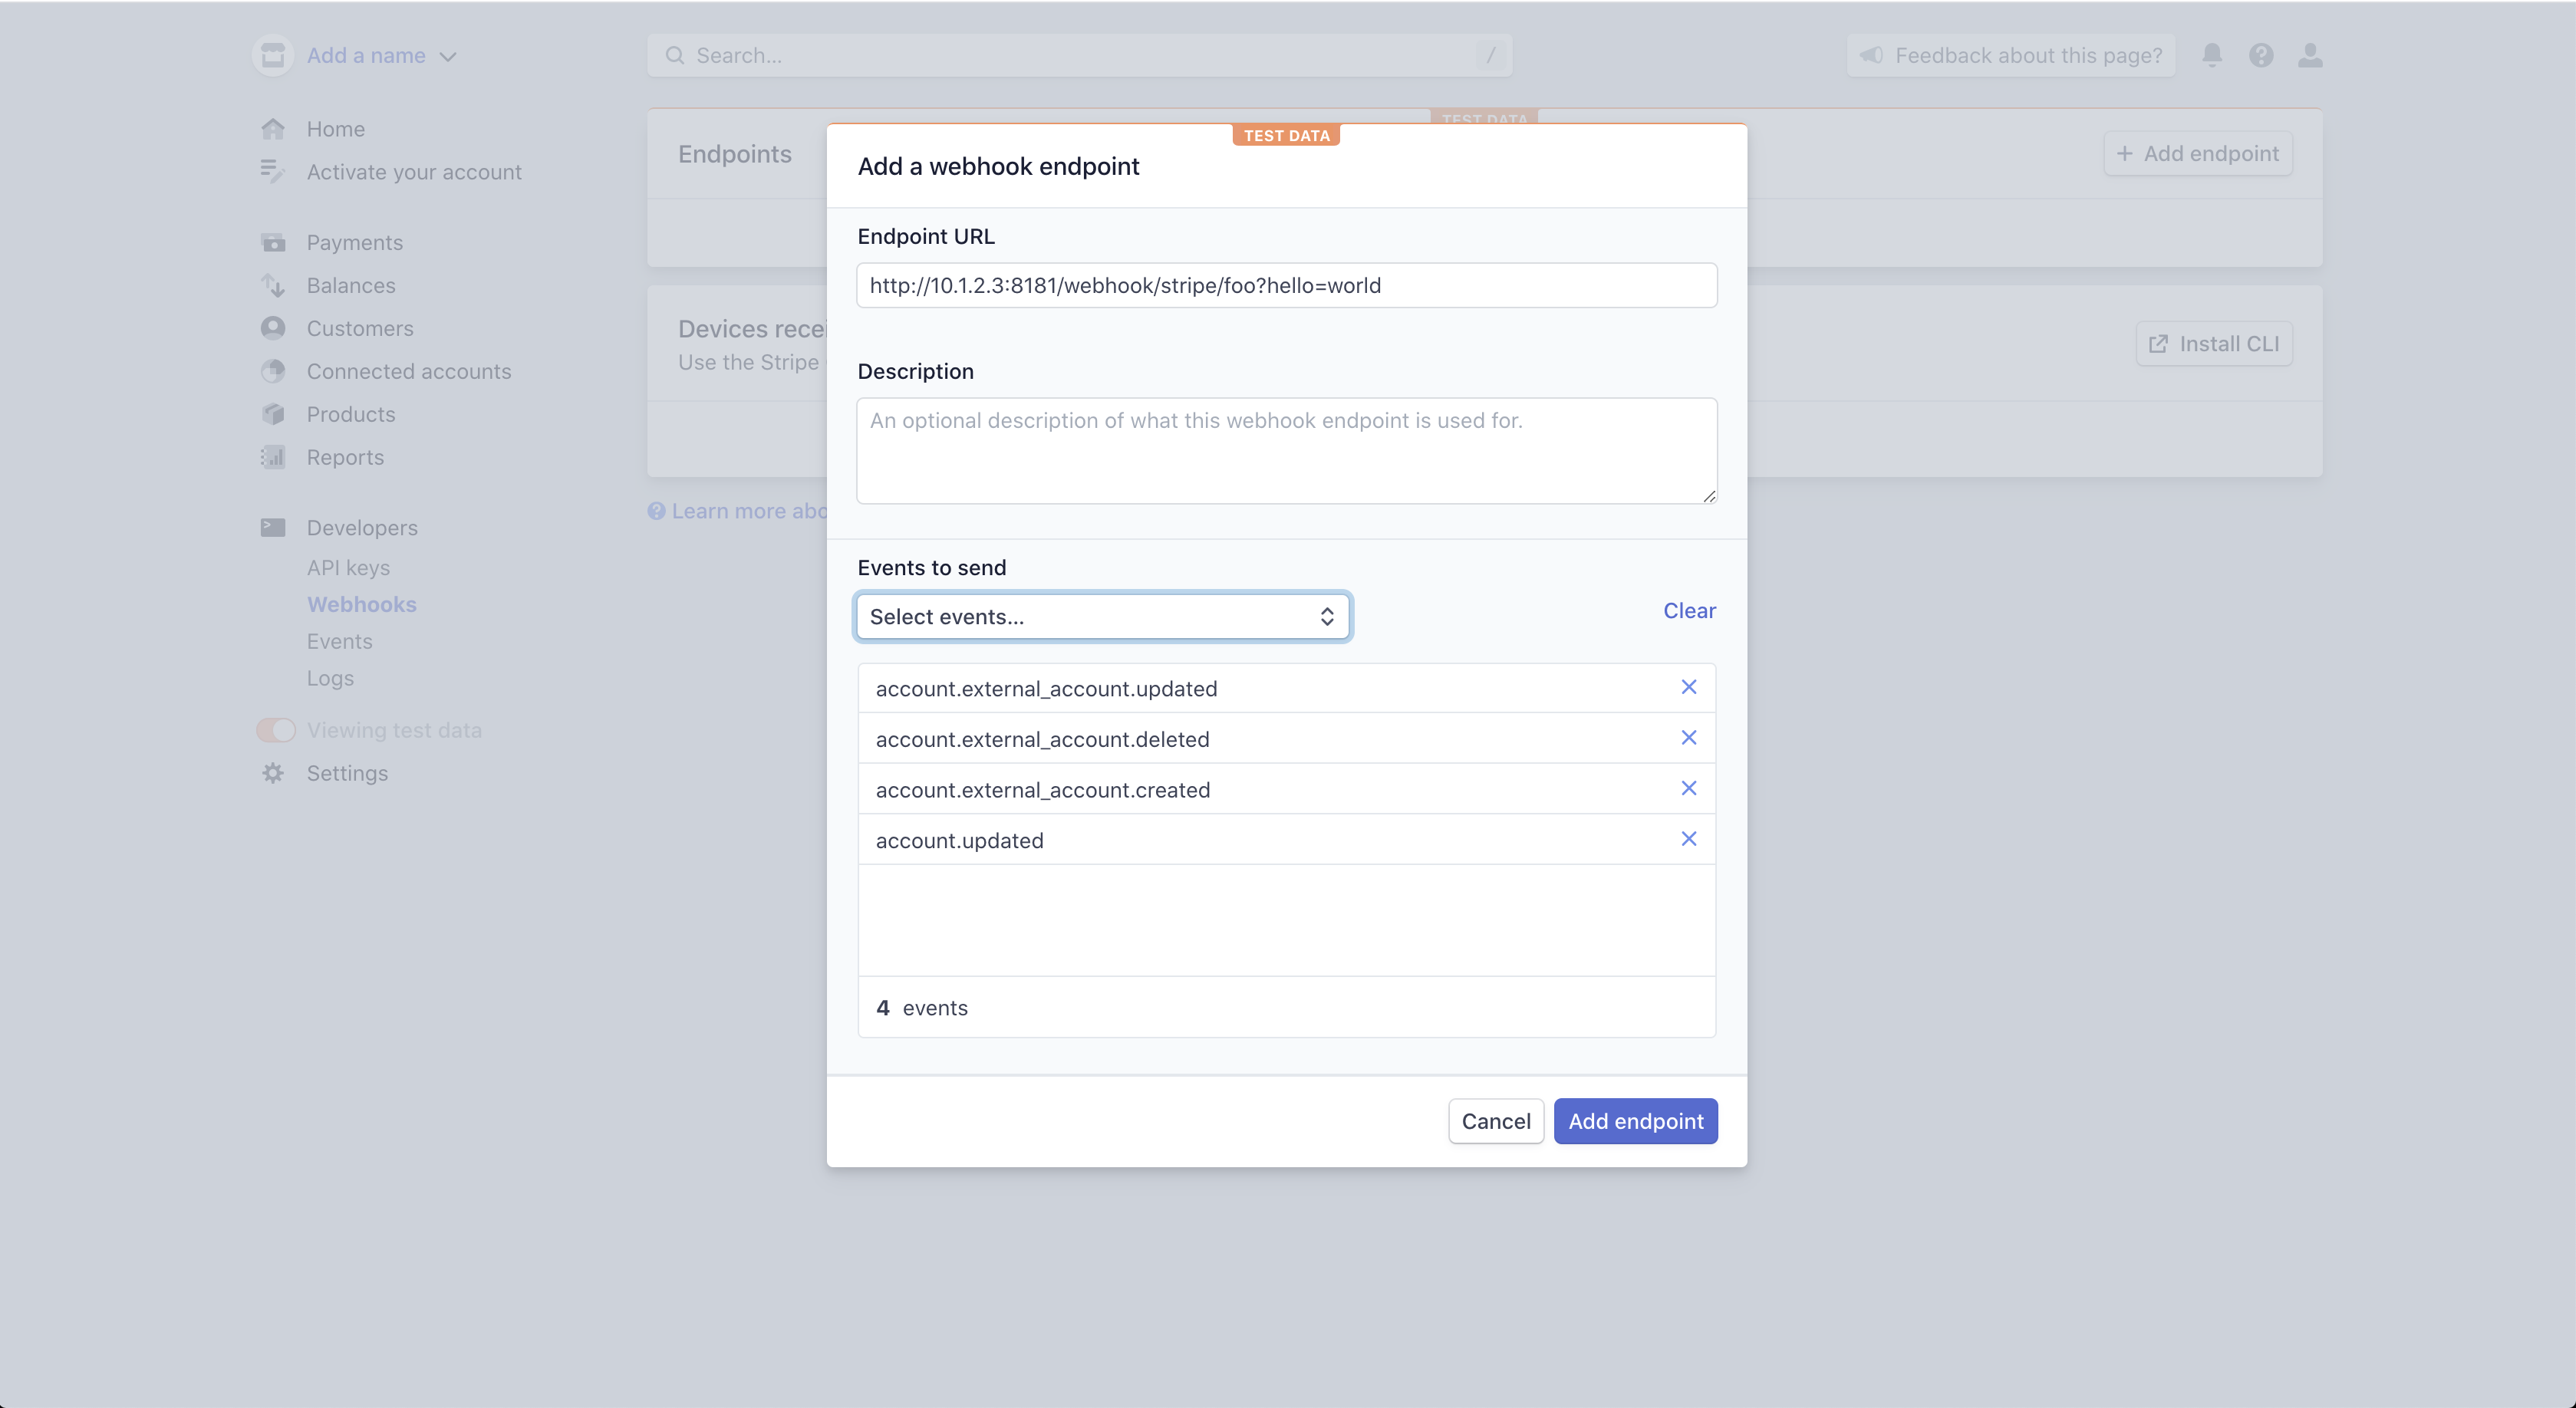 Add a name
Search...
/
Feedback about this page?
Home
Activate your account
Payments
Balances
Customers
Connected accounts
Products
Reports
Developers
API keys
Webhooks
Events
Logs
Viewing test data
Settings
TEST DATA
Endpoints
+ Add endpoint
Devices recei
Use the Stripe
Install CLI
Learn more abo
TEST DATA
Add a webhook endpoint
Endpoint URL
http://10.1.2.3:8181/webhook/stripe/foo?hello=world
Description
An optional description of what this webhook endpoint is used for.
Events to send
Select events...
Clear
account.external_account.updated
account.external_account.deleted
account.external_account.created
account.updated
4 events
Cancel
Add endpoint